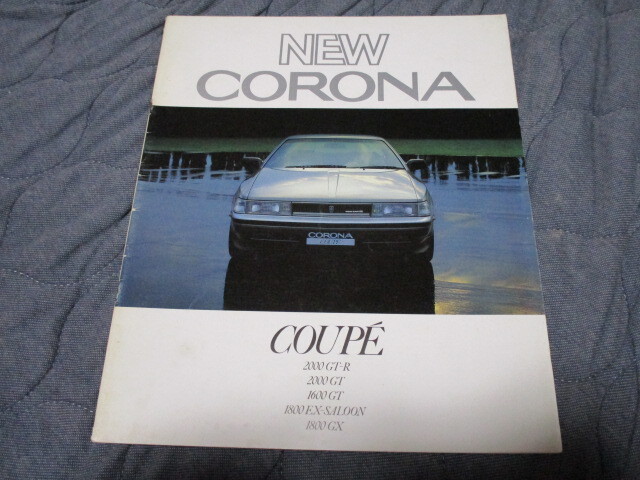 NEW
CORONA
CORONA
COUPÉ
2000 GT-R
2000 GT
1600 GT
1800 EX-SALOON
1800 GX